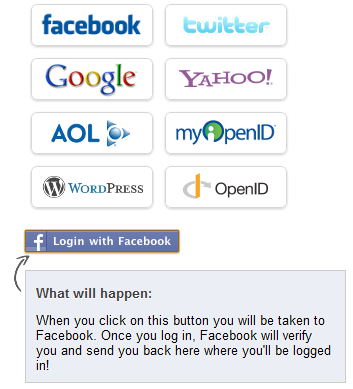 facebook twitter
Google YAHOO!
AOL myOpenID
WORDPRESS OpenID
f Login with Facebook
What will happen:
When you click on this button you will be taken to
Facebook. Once you log in, Facebook will verify
you and send you back here where you'll be logged
in!